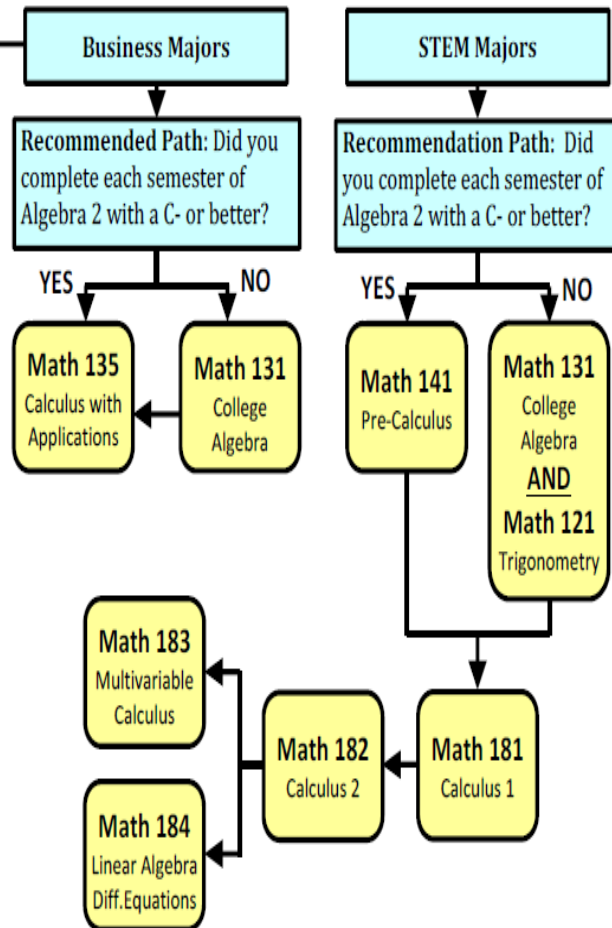 Business Majors
Recommended Path: Did you
complete each semester of
Algebra 2 with a C- or better?
YES
NO
Math 135
Calculus with
Applications
Math 131
College
Algebra
STEM Majors
Recommendation Path: Did
you complete each semester of
Algebra 2 with a C- or better?
YES
NO
Math 141
Pre-Calculus
Math 131
College
Algebra
AND
Math 121
Trigonometry
Math 183
Multivariable
Calculus
Math 182
Calculus 2
Math 181
Calculus 1
Math 184
Linear Algebra
Diff.Equations